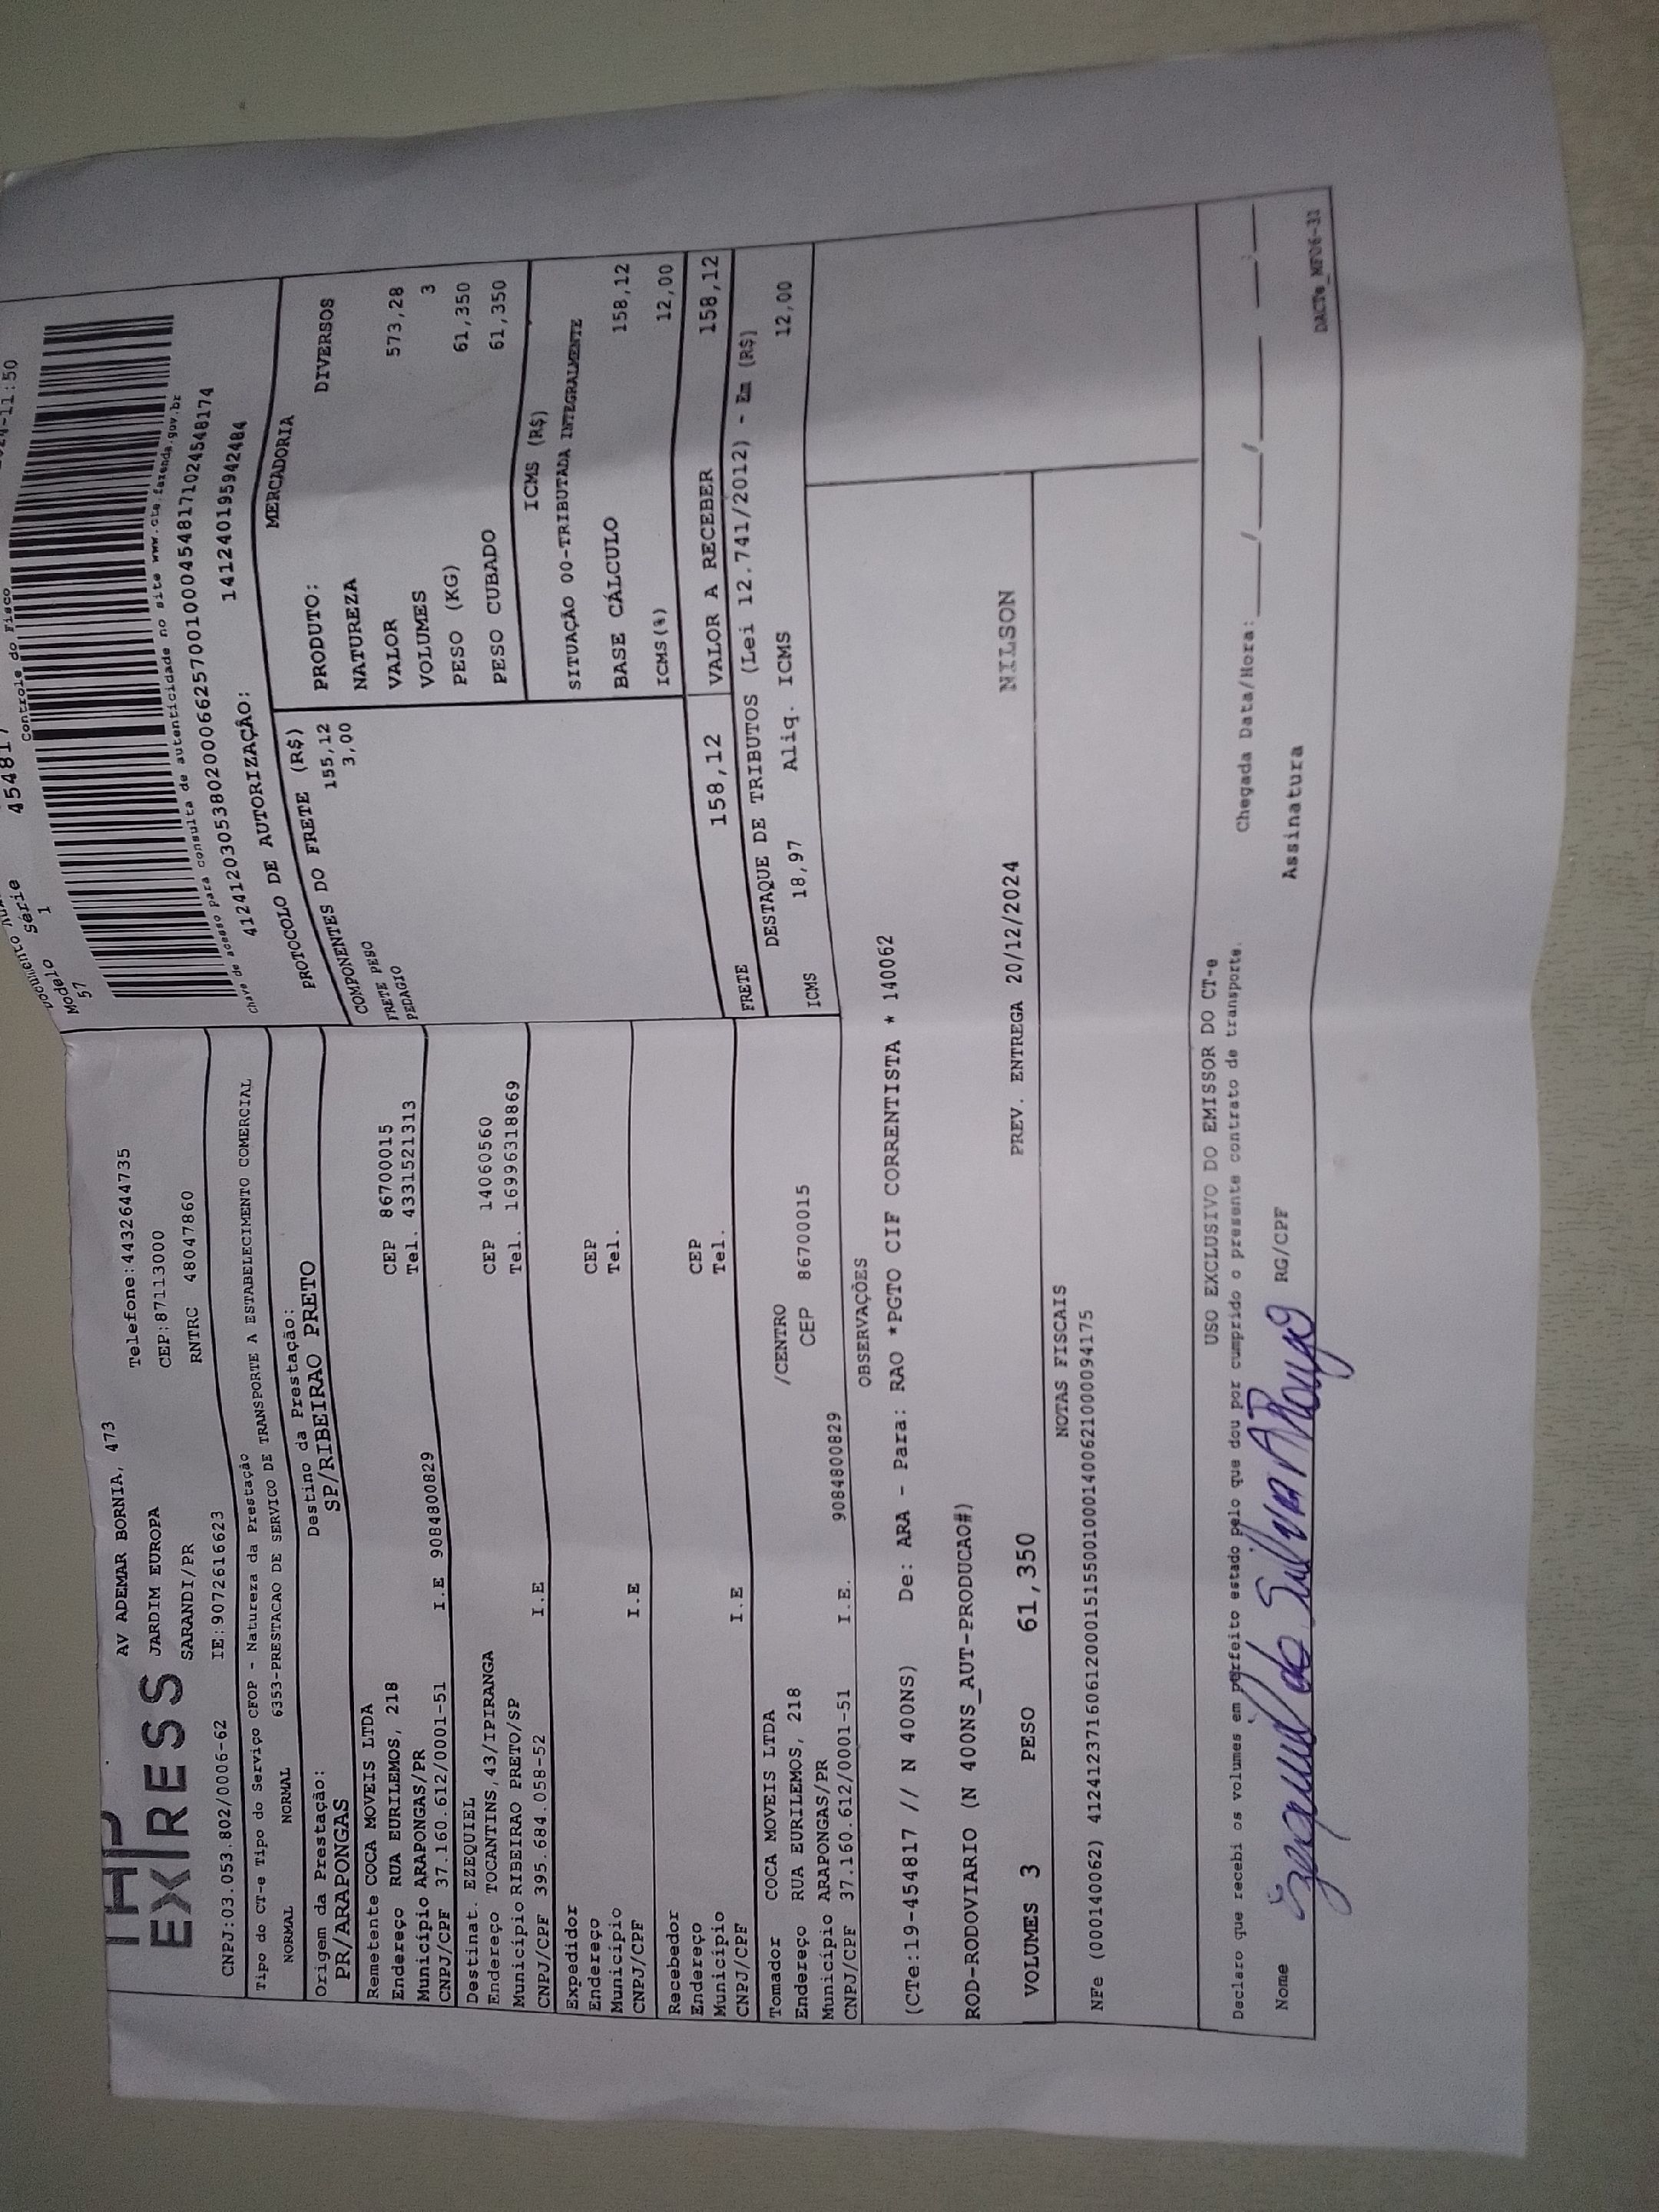 EXPRESS
AV ADEMAR BORNIA, 473
Telefone:4432644735
JARDIM EUROPA
CEP:87113000
SARANDI/PR
RNTRC 48047860
CNPJ:03.053.802/0006-62
IE:9072616623
Modelo
57
Série
1
45481
Controle do Fisco
-11:50
Chave de acesso para consulta de autenticidade no site www.cte.fazenda.gov.br
41241203053802000662570010004548171024548174
PROTOCOLO DE AUTORIZAÇÃO:
141240195942484
Tipo do CT-e Tipo do Serviço CFOP - Natureza da Prestação
NORMAL NORMAL 6353-PRESTACAO DE SERVICO DE TRANSPORTE A ESTABELECIMENTO COMERCIAL
Origem da Prestação:
PR/ARAPONGAS
Destino da Prestação:
SP/RIBEIRAO PRETO
Remetente COCA MOVEIS LTDA
Endereço RUA EURILEMOS, 218 CEP 86700015
Município ARAPONGAS/PR Tel. 4331521313
CNPJ/CPF 37.160.612/0001-51 I.E 9084800829
Destinat. EZEQUIEL
Endereço TOCANTINS,43/IPIRANGA CEP 14060560
Município RIBEIRAO PRETO/SP Tel. 16996318869
CNPJ/CPF 395.684.058-52 I.E
Expedidor
Endereço CEP
Município Tel.
CNPJ/CPF I.E
Recebedor
Endereço CEP
Município Tel.
CNPJ/CPF I.E
Tomador COCA MOVEIS LTDA
Endereço RUA EURILEMOS, 218 /CENTRO
Município ARAPONGAS/PR CEP 86700015
CNPJ/CPF 37.160.612/0001-51 I.E. 9084800829
COMPONENTES DO FRETE (R$)
FRETE PESO 155,12
PEDAGIO 3,00
FRETE 158,12
MERCADORIA
PRODUTO: DIVERSOS
NATUREZA
VALOR 573,28
VOLUMES 3
PESO (KG) 61,350
PESO CUBADO 61,350
ICMS (R$)
SITUAÇÃO 00-TRIBUTADA INTEGRALMENTE
BASE CÁLCULO 158,12
ICMS(%) 12,00
VALOR A RECEBER 158,12
DESTAQUE DE TRIBUTOS (Lei 12.741/2012) - Em (R$)
ICMS 18,97 Aliq. ICMS 12,00
OBSERVAÇÕES
(CTe:19-454817 // N 400NS) De: ARA - Para: RAO *PGTO CIF CORRENTISTA * 140062
ROD-RODOVIARIO (N 400NS_AUT-PRODUCAO#)
VOLUMES 3 PESO 61,350 PREV. ENTREGA 20/12/2024 NILSON
NOTAS FISCAIS
NFe (000140062) 41241237160612000151550010001400621000094175
USO EXCLUSIVO DO EMISSOR DO CT-e
Declaro que recebi os volumes em perfeito estado pelo que dou por cumprido o presente contrato de transporte.
Chegada Data/Hora: ___/___/___ __:__
Nome
da Silva
RG/CPF
Assinatura
DACTe_MF06-31